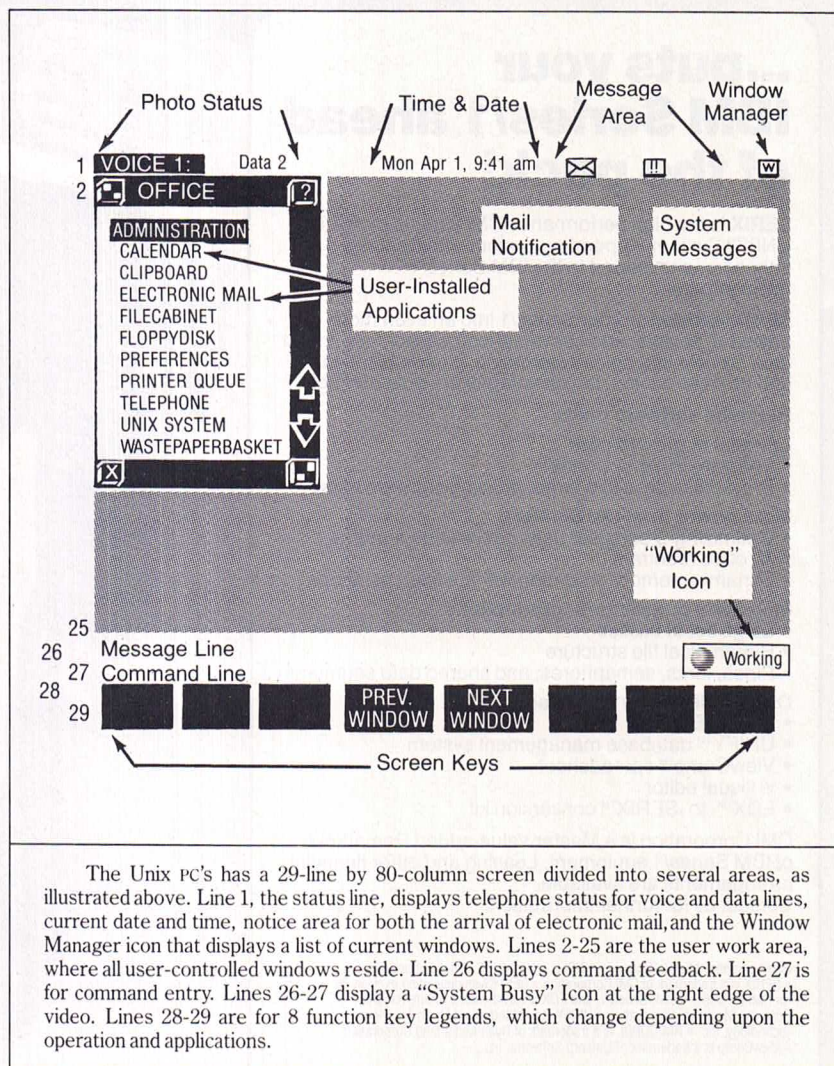 Photo Status
Time & Date
Message
Area
Window
Manager
1
VOICE 1:
Data 2
Mon Apr 1, 9:41 am
!!
W
2
OFFICE
?
ADMINISTRATION
CALENDAR
CLIPBOARD
ELECTRONIC MAIL
FILECABINET
FLOPPYDISK
PREFERENCES
PRINTER QUEUE
TELEPHONE
UNIX SYSTEM
WASTEPAPERBASKET
X
Mail
Notification
System
Messages
User-Installed
Applications
"Working"
Icon
25
26
Message Line
Working
27
Command Line
28
29
PREV.
WINDOW
NEXT
WINDOW
Screen Keys
The Unix PC's has a 29-line by 80-column screen divided into several areas, as
illustrated above. Line 1, the status line, displays telephone status for voice and data lines,
current date and time, notice area for both the arrival of electronic mail, and the Window
Manager icon that displays a list of current windows. Lines 2-25 are the user work area,
where all user-controlled windows reside. Line 26 displays command feedback. Line 27 is
for command entry. Lines 26-27 display a "System Busy" Icon at the right edge of the
video. Lines 28-29 are for 8 function key legends, which change depending upon the
operation and applications.